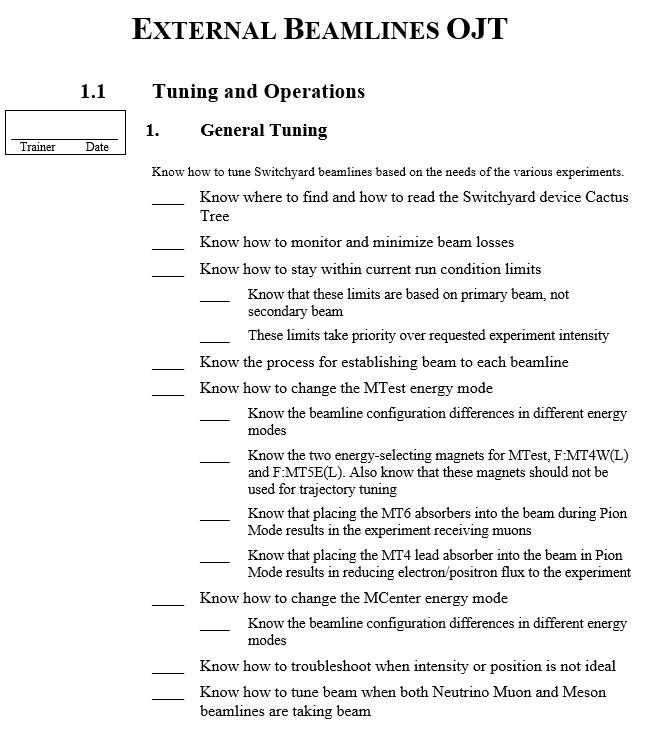 EXTERNAL BEAMLINES OJT
1.1 Tuning and Operations
Trainer Date
1. General Tuning
Know how to tune Switchyard beamlines based on the needs of the various experiments.
____ Know where to find and how to read the Switchyard device Cactus
Tree
____ Know how to monitor and minimize beam losses
____ Know how to stay within current run condition limits
____ Know that these limits are based on primary beam, not
secondary beam
____ These limits take priority over requested experiment intensity
____ Know the process for establishing beam to each beamline
____ Know how to change the MTest energy mode
____ Know the beamline configuration differences in different energy
modes
____ Know the two energy-selecting magnets for MTest, F:MT4W(L)
and F:MT5E(L). Also know that these magnets should not be
used for trajectory tuning
____ Know that placing the MT6 absorbers into the beam during Pion
Mode results in the experiment receiving muons
____ Know that placing the MT4 lead absorber into the beam in Pion
Mode results in reducing electron/positron flux to the experiment
____ Know how to change the MCenter energy mode
____ Know the beamline configuration differences in different energy
modes
____ Know how to troubleshoot when intensity or position is not ideal
____ Know how to tune beam when both Neutrino Muon and Meson
beamlines are taking beam